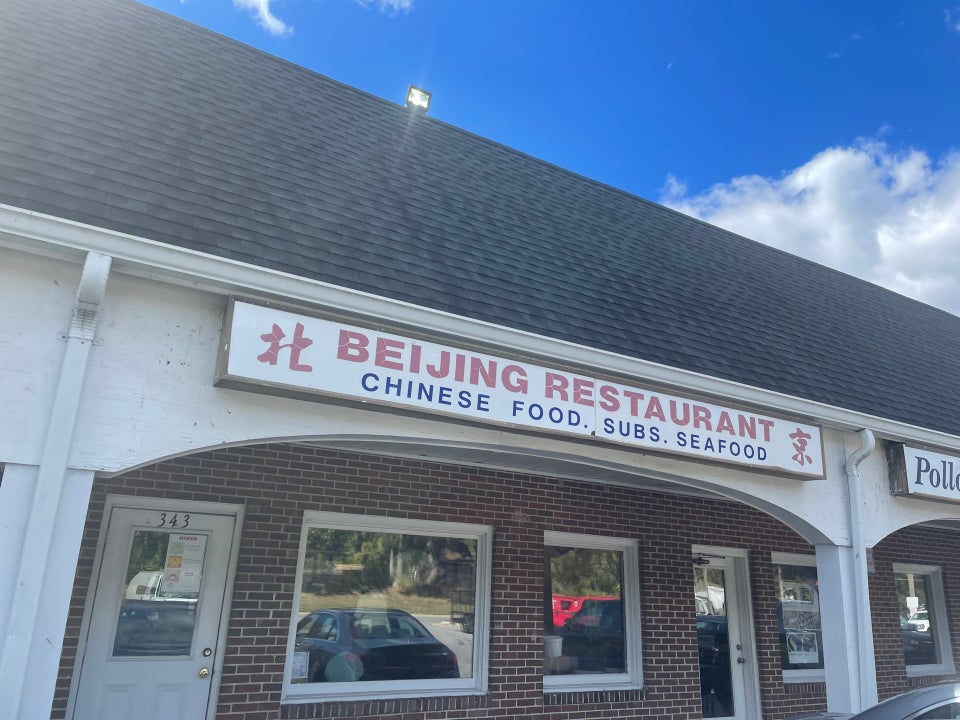 北 BEIJING RESTAURANT 京
CHINESE FOOD. SUBS. SEAFOOD
Pollo
343